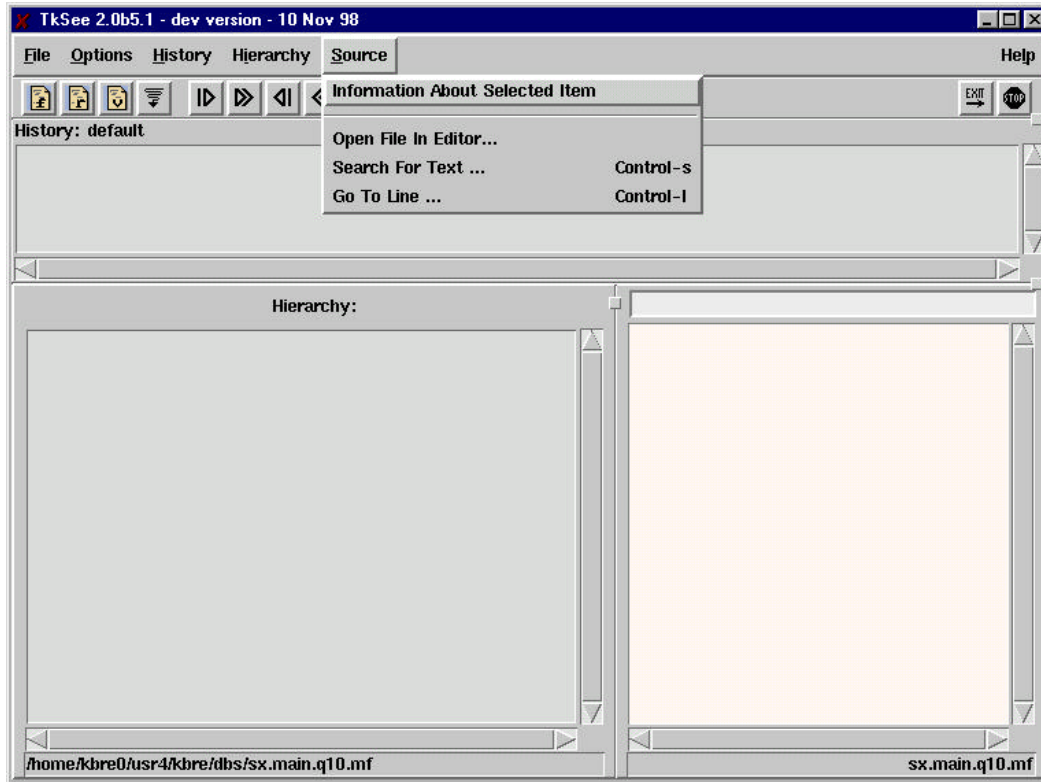 TkSee 2.0b5.1 - dev version - 10 Nov 98
File Options History Hierarchy Source Help
f r v EXIT STOP
Information About Selected Item
History: default
Open File In Editor...
Search For Text ... Control-s
Go To Line ... Control-l
Hierarchy:
/home/kbre0/usr4/kbre/dbs/sx.main.q10.mf
sx.main.q10.mf